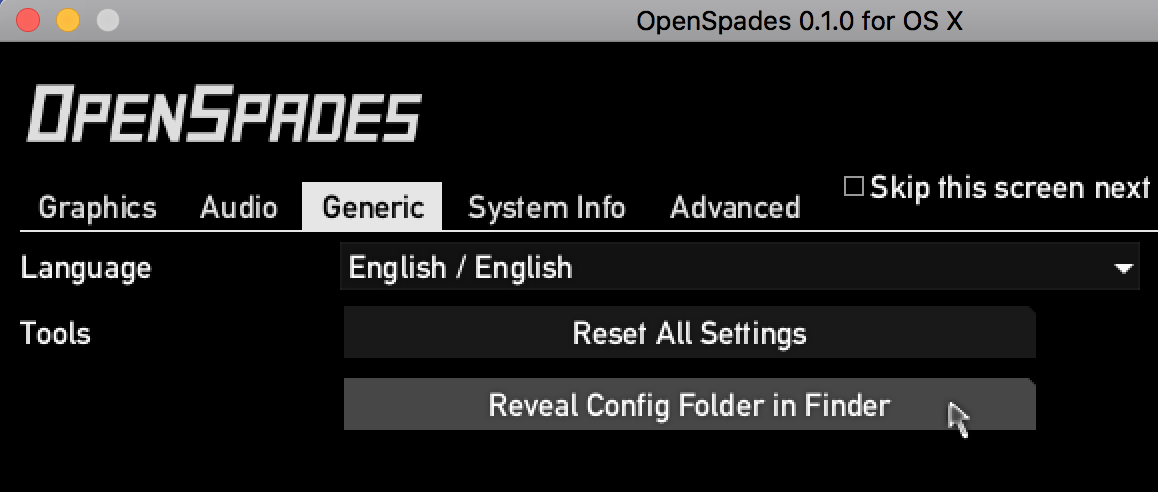 OpenSpades 0.1.0 for OS X
OPENSPADES
Skip this screen next
Graphics Audio Generic System Info Advanced
Language English / English
Tools Reset All Settings
Reveal Config Folder in Finder